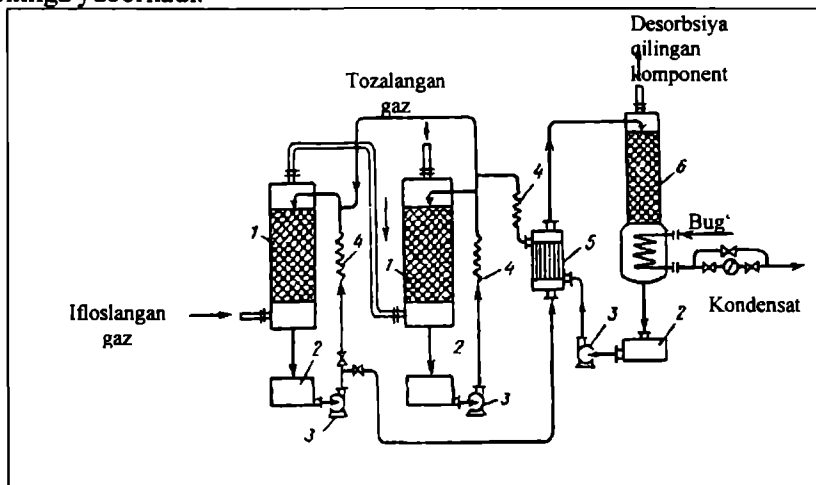 Desorbsiya
qilingan
komponent
Tozalangan
gaz
4
6
1
4
Bug‘
1
4
5
Ifloslangan
gaz
Kondensat
3
2
2
2
3
3